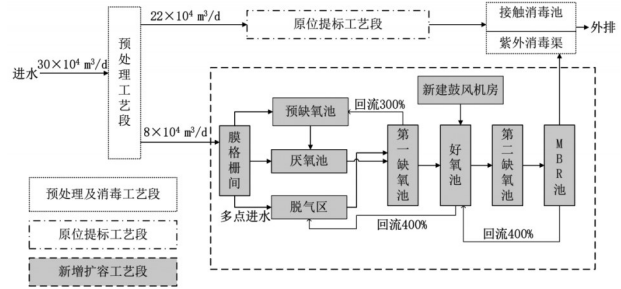 22×10⁴ m³/d
原位提标工艺段
接触消毒池
紫外消毒渠
外排
30×10⁴ m³/d
进水
预处理工艺段
8×10⁴ m³/d
膜格栅间
预缺氧池
回流300%
新建鼓风机房
厌氧池
第一缺氧池
好氧池
第二缺氧池
MBR池
脱气区
多点进水
回流400%
回流400%
预处理及消毒工艺段
原位提标工艺段
新增扩容工艺段